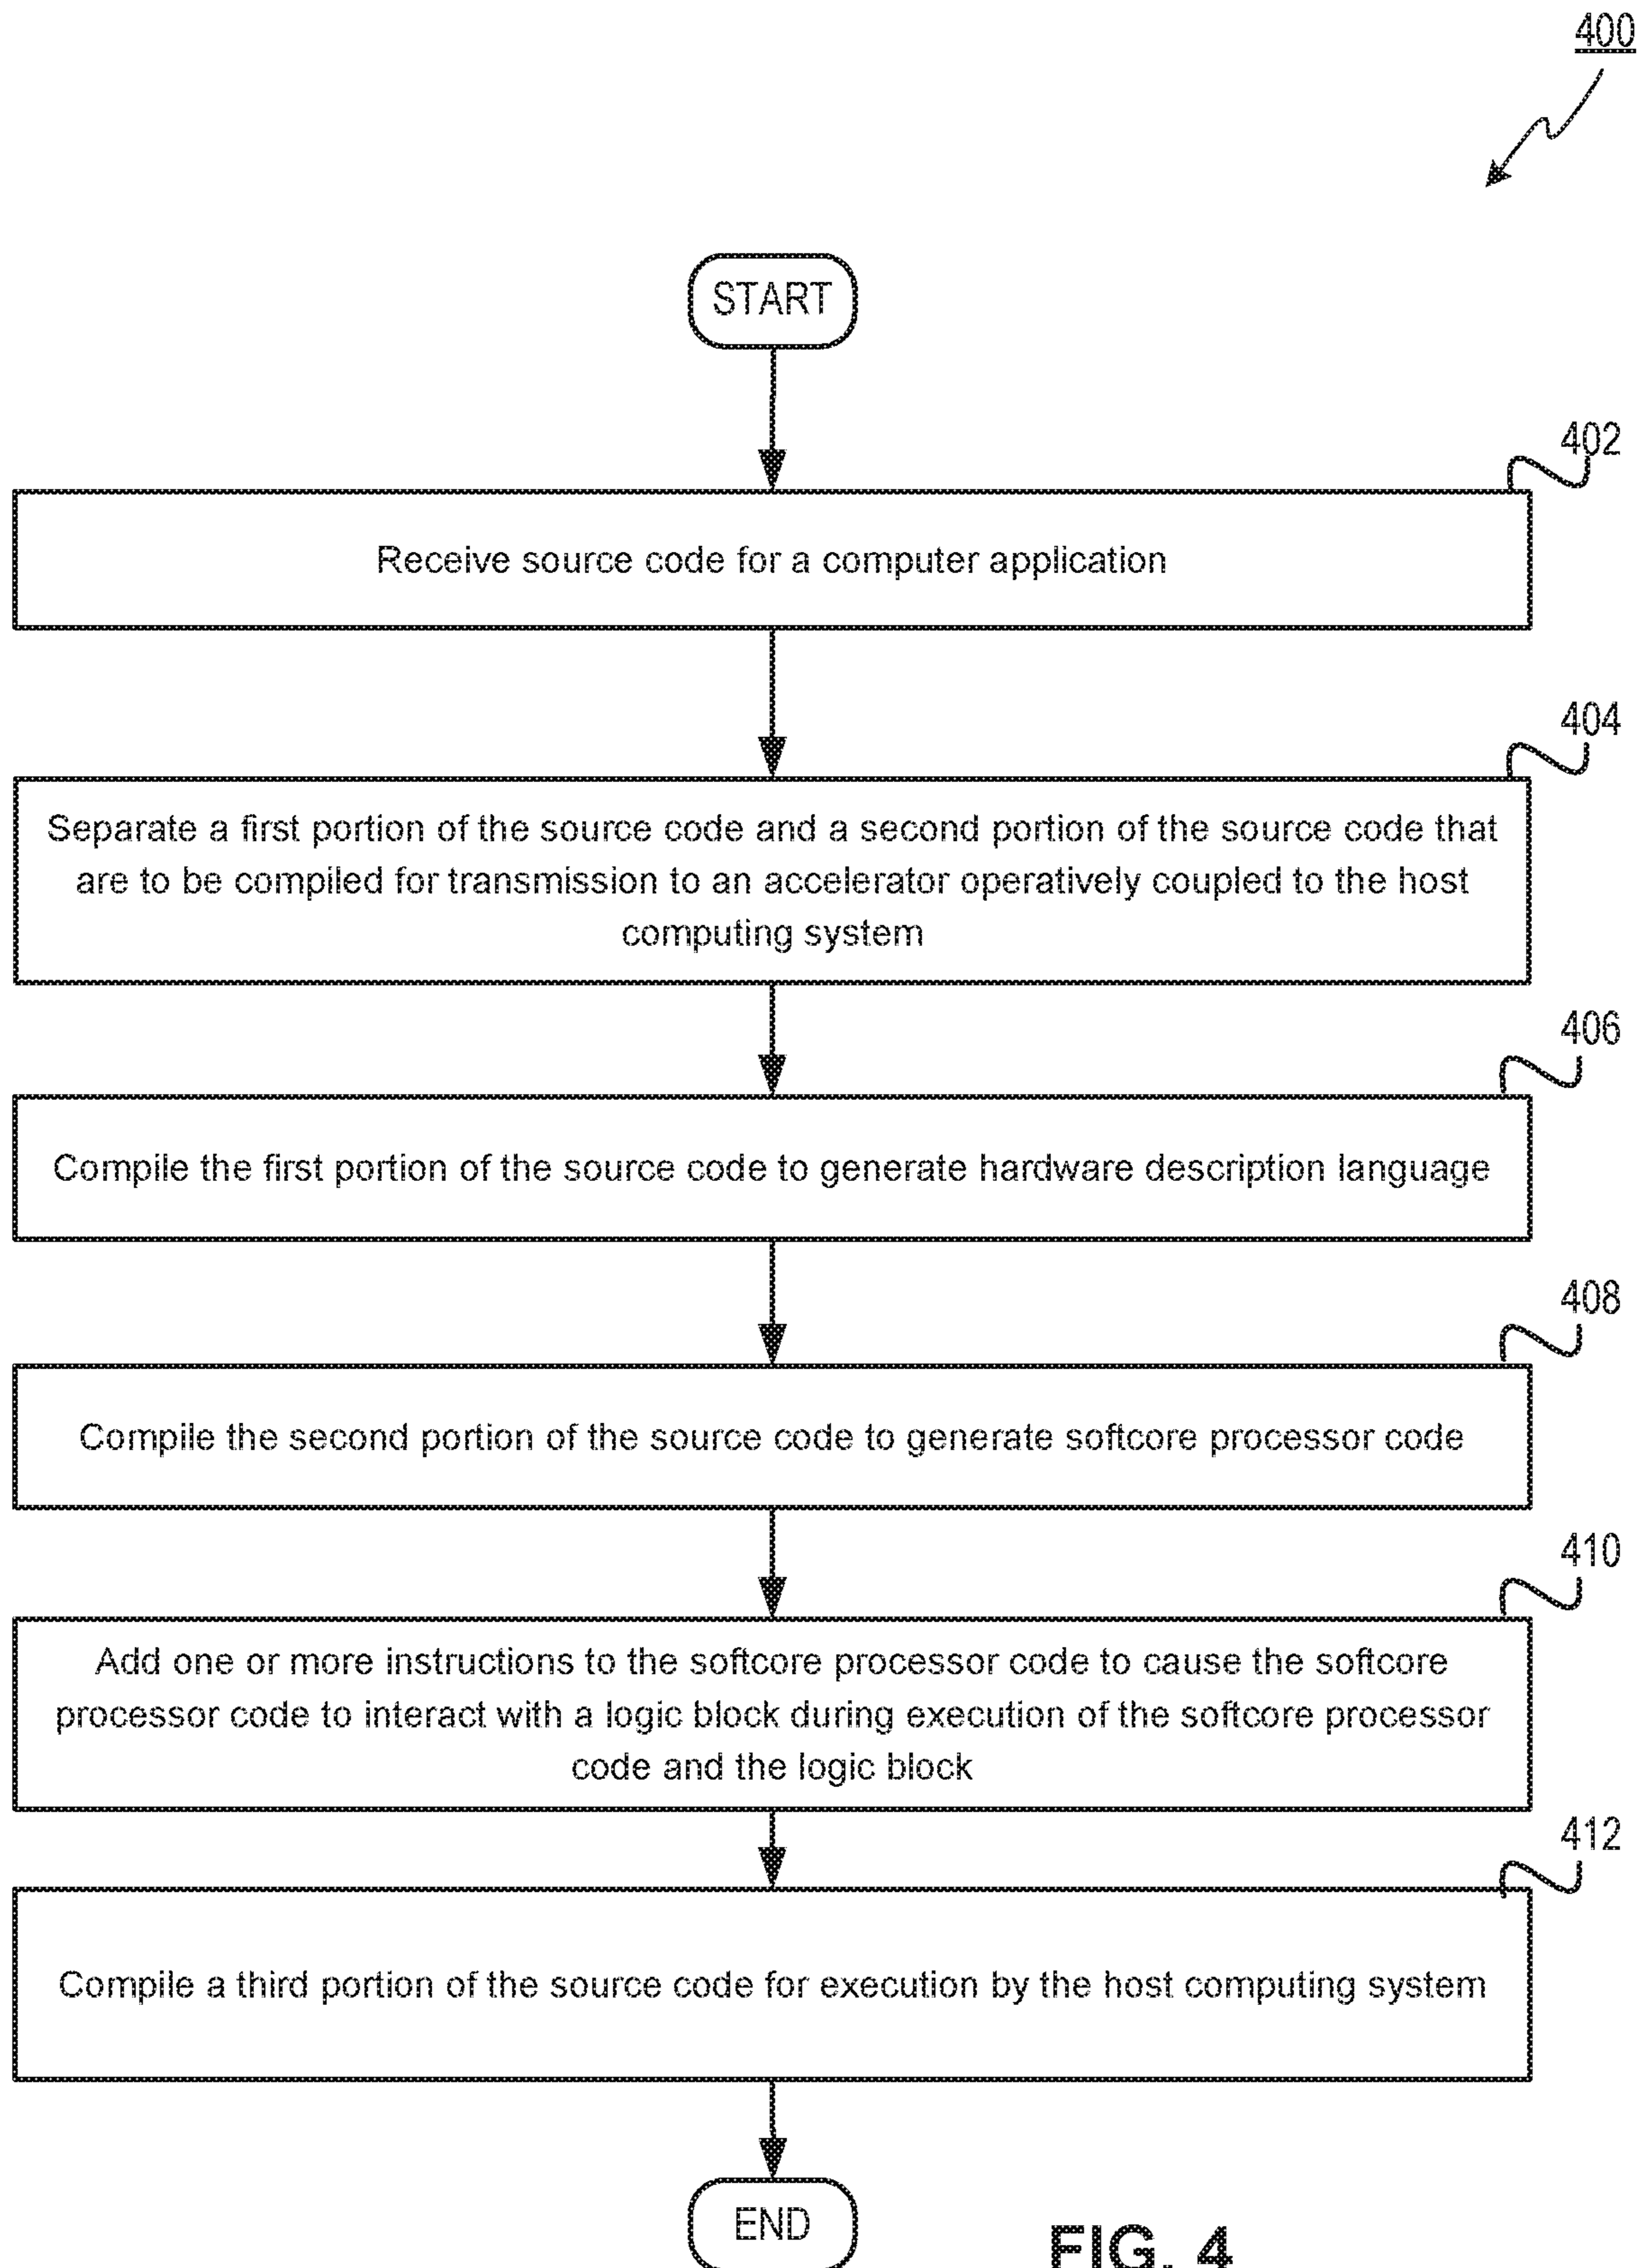 400
START
402
Receive source code for a computer application
404
Separate a first portion of the source code and a second portion of the source code that
are to be compiled for transmission to an accelerator operatively coupled to the host
computing system
406
Compile the first portion of the source code to generate hardware description language
408
Compile the second portion of the source code to generate softcore processor code
410
Add one or more instructions to the softcore processor code to cause the softcore
processor code to interact with a logic block during execution of the softcore processor
code and the logic block
412
Compile a third portion of the source code for execution by the host computing system
END
FIG. 4